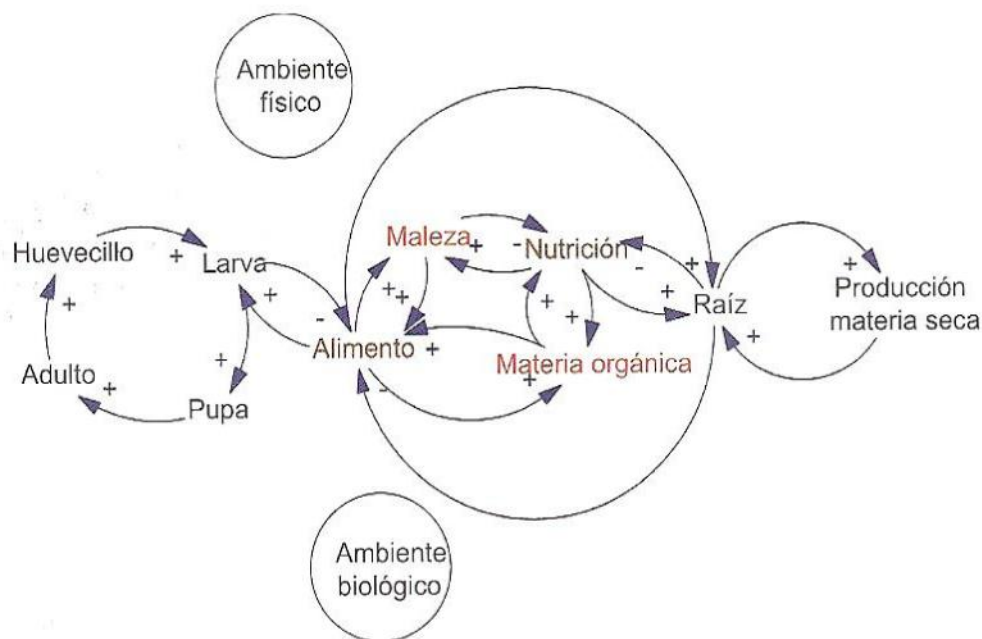 Ambiente
físico
Huevecillo
+
Larva
+
Adulto
+
Pupa
+
+
-
Alimento
Maleza
+
-
Nutrición
+
+
+
+
+
Materia orgánica
+
-
-
+
+
Raíz
+
+
Producción
materia seca
Ambiente
biológico